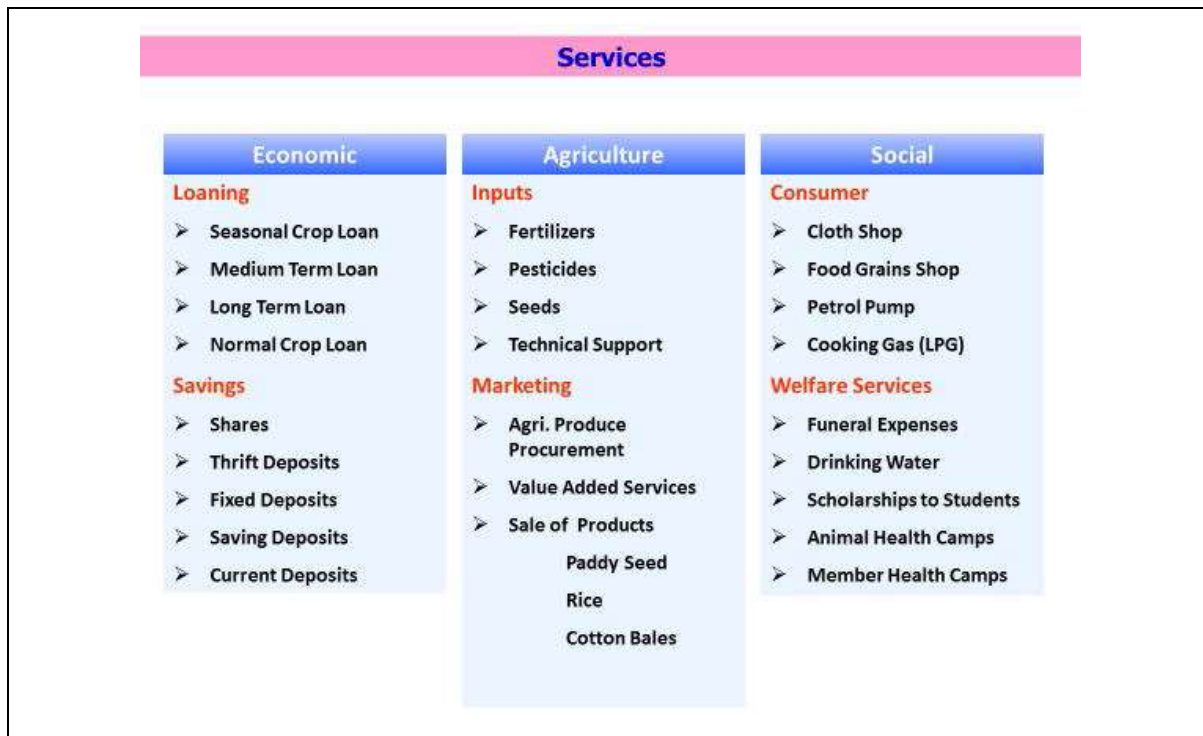 Services
Economic
Loaning
Seasonal Crop Loan
Medium Term Loan
Long Term Loan
Normal Crop Loan
Savings
Shares
Thrift Deposits
Fixed Deposits
Saving Deposits
Current Deposits
Agriculture
Inputs
Fertilizers
Pesticides
Seeds
Technical Support
Marketing
Agri. Produce
Procurement
Value Added Services
Sale of Products
Paddy Seed
Rice
Cotton Bales
Social
Consumer
Cloth Shop
Food Grains Shop
Petrol Pump
Cooking Gas (LPG)
Welfare Services
Funeral Expenses
Drinking Water
Scholarships to Students
Animal Health Camps
Member Health Camps